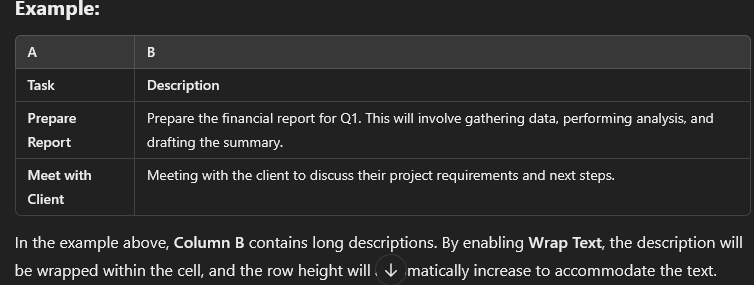 Example:
A B
Task Description
Prepare Report Prepare the financial report for Q1. This will involve gathering data, performing analysis, and
drafting the summary.
Meet with Client Meeting with the client to discuss their project requirements and next steps.
In the example above, Column B contains long descriptions. By enabling Wrap Text, the description will
be wrapped within the cell, and the row height will matically increase to accommodate the text.